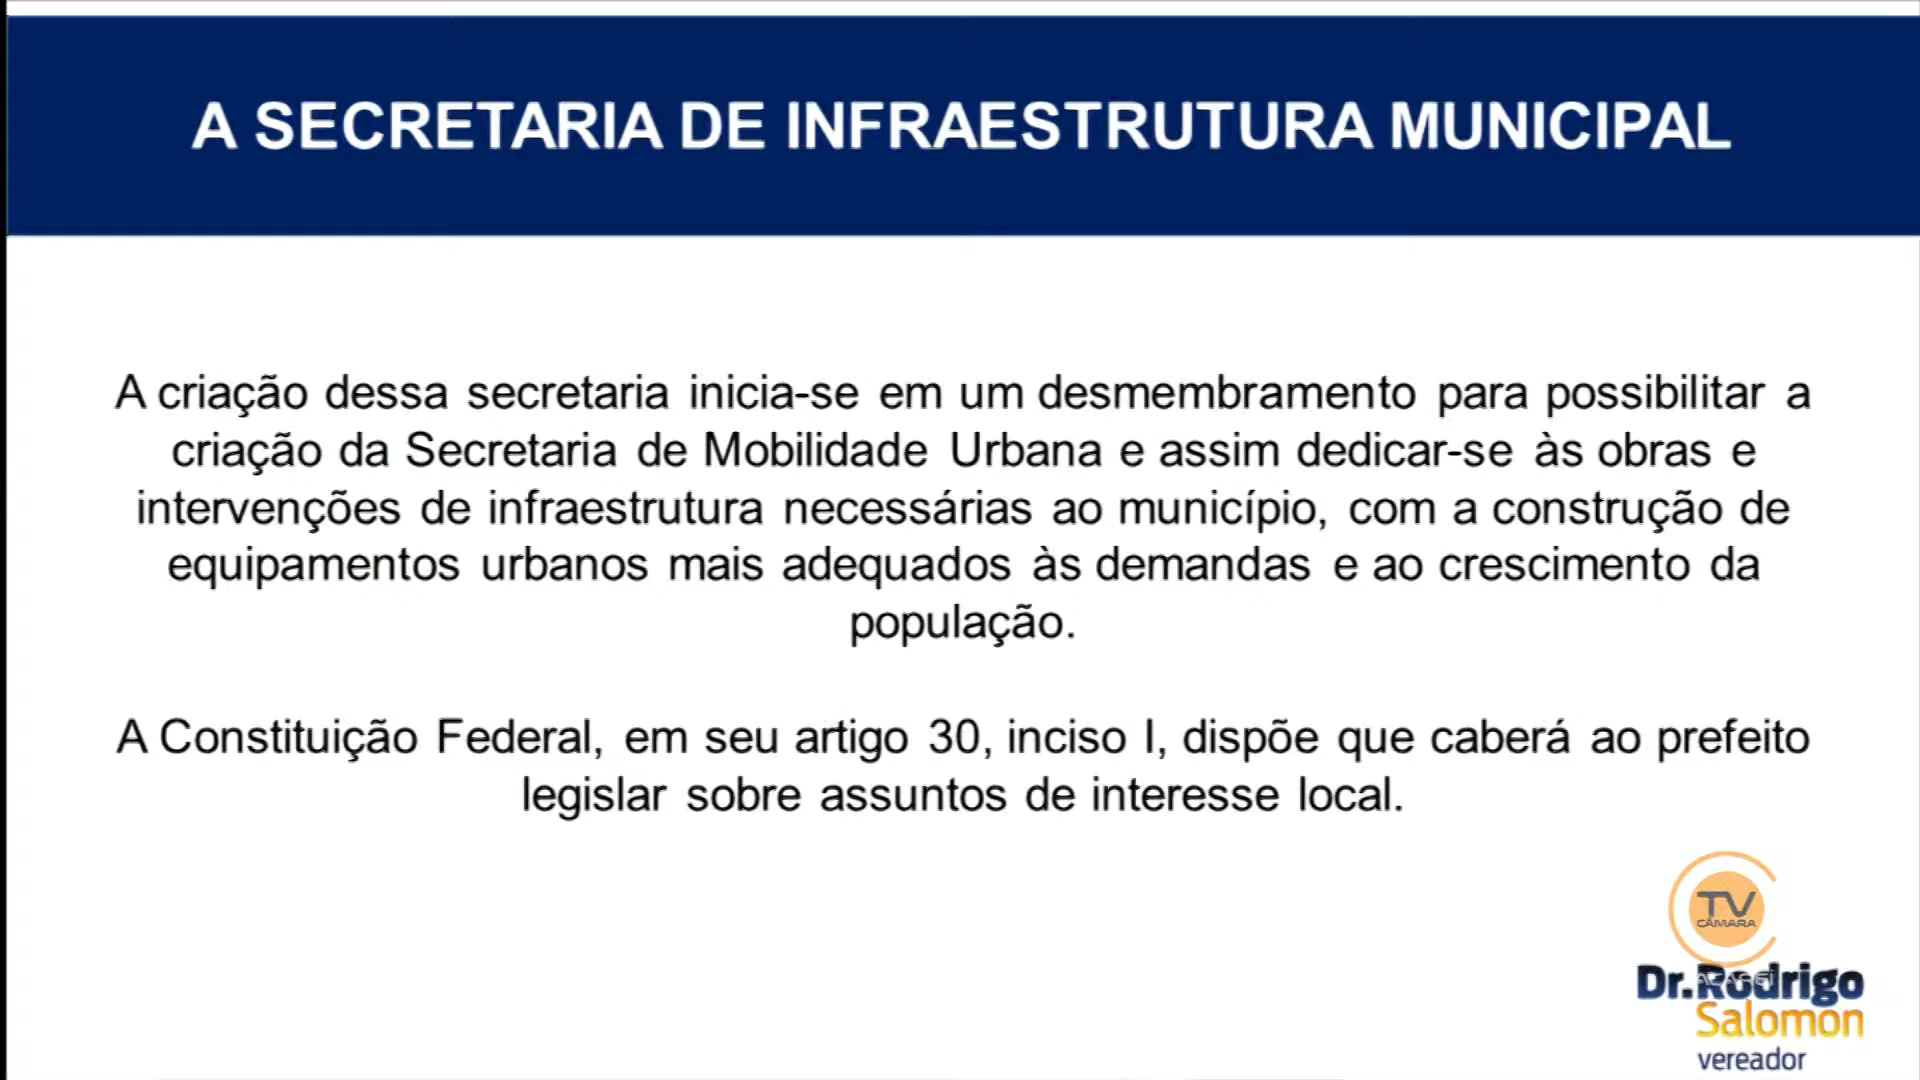 A SECRETARIA DE INFRAESTRUTURA MUNICIPAL
A criação dessa secretaria inicia-se em um desmembramento para possibilitar a
criação da Secretaria de Mobilidade Urbana e assim dedicar-se às obras e
intervenções de infraestrutura necessárias ao município, com a construção de
equipamentos urbanos mais adequados às demandas e ao crescimento da
população.
A Constituição Federal, em seu artigo 30, inciso I, dispõe que caberá ao prefeito
legislar sobre assuntos de interesse local.
TV
CÂMARA
Dr.Rodrigo
Salomon
vereador